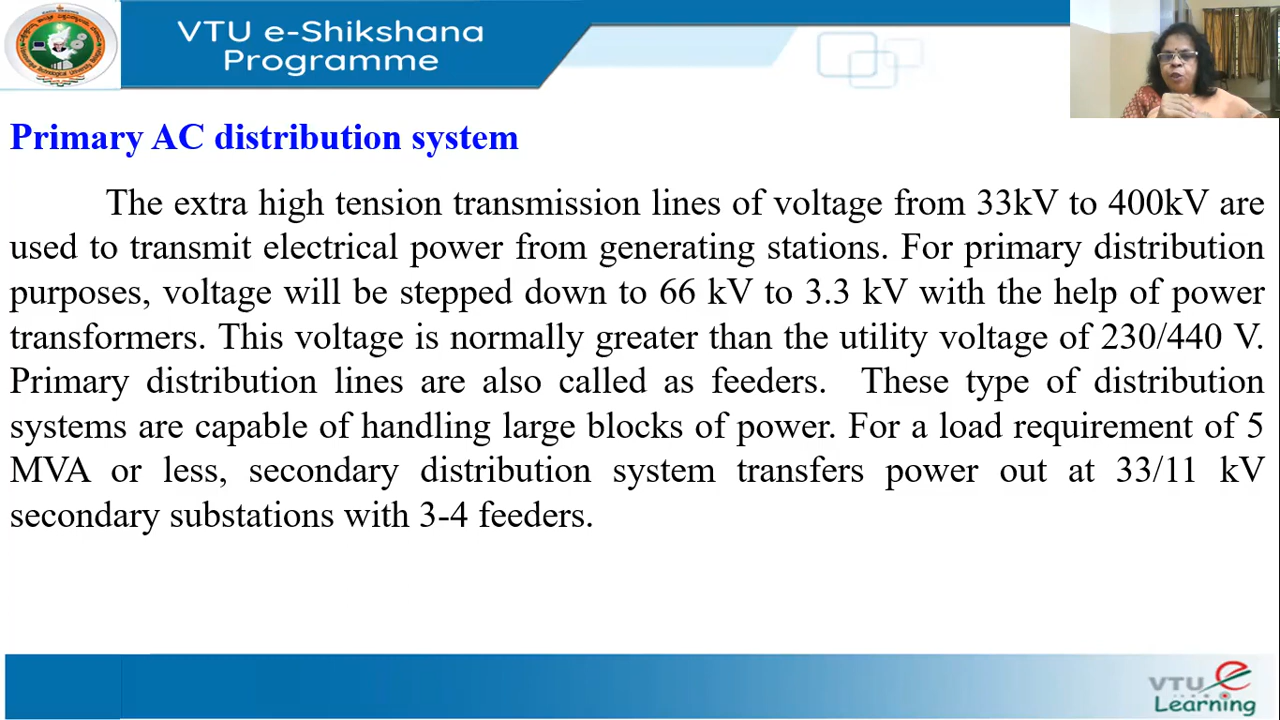 VTU e-Shikshana
Programme
Primary AC distribution system
The extra high tension transmission lines of voltage from 33kV to 400kV are
used to transmit electrical power from generating stations. For primary distribution
purposes, voltage will be stepped down to 66 kV to 3.3 kV with the help of power
transformers. This voltage is normally greater than the utility voltage of 230/440 V.
Primary distribution lines are also called as feeders. These type of distribution
systems are capable of handling large blocks of power. For a load requirement of 5
MVA or less, secondary distribution system transfers power out at 33/11 kV
secondary substations with 3-4 feeders.
VTU e
Learning